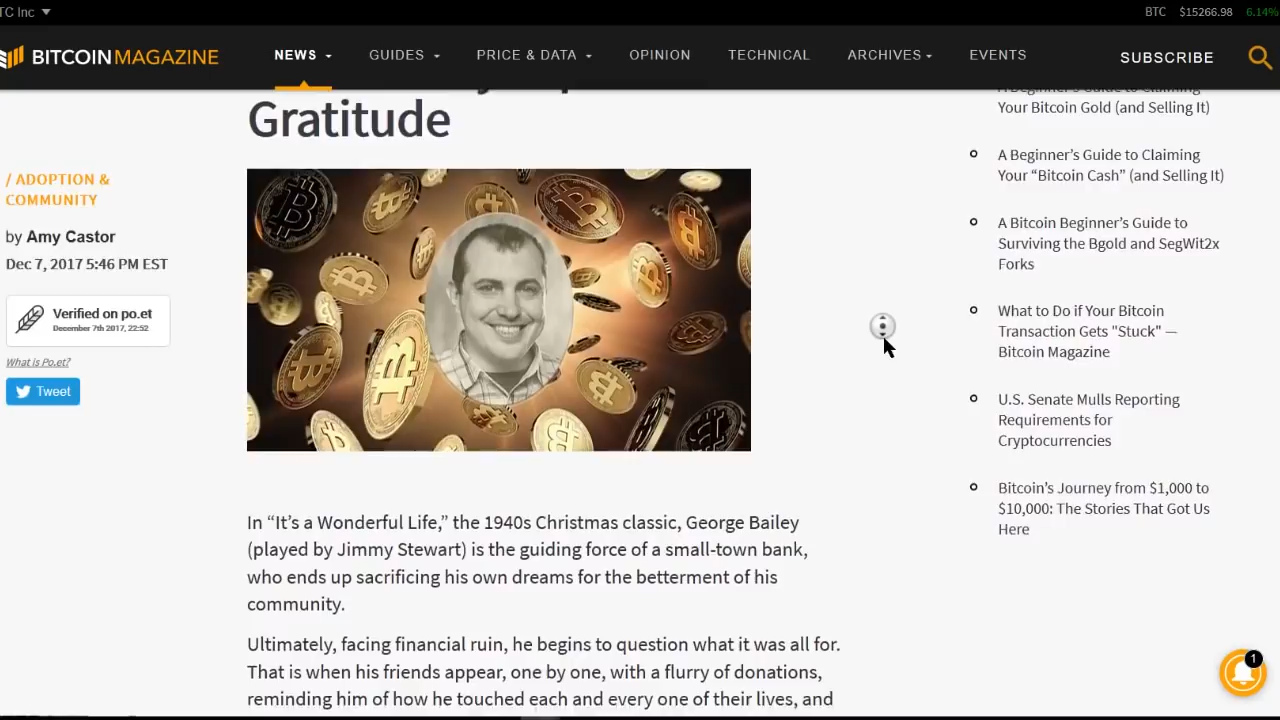 TC Inc
BTC $15266.98 6.14%
BITCOINMAGAZINE
NEWS
GUIDES
PRICE & DATA
OPINION
TECHNICAL
ARCHIVES
EVENTS
SUBSCRIBE
Gratitude
/ ADOPTION &
COMMUNITY
by Amy Castor
Dec 7, 2017 5:46 PM EST
Verified on po.et
December 7th 2017, 22:52
What is Po.et?
Tweet
In “It’s a Wonderful Life,” the 1940s Christmas classic, George Bailey
(played by Jimmy Stewart) is the guiding force of a small-town bank,
who ends up sacrificing his own dreams for the betterment of his
community.
Ultimately, facing financial ruin, he begins to question what it was all for.
That is when his friends appear, one by one, with a flurry of donations,
reminding him of how he touched each and every one of their lives, and
A Beginner’s Guide to Claiming
Your Bitcoin Gold (and Selling It)
A Beginner’s Guide to Claiming
Your “Bitcoin Cash” (and Selling It)
A Bitcoin Beginner’s Guide to
Surviving the Bgold and SegWit2x
Forks
What to Do if Your Bitcoin
Transaction Gets "Stuck" —
Bitcoin Magazine
U.S. Senate Mulls Reporting
Requirements for
Cryptocurrencies
Bitcoin’s Journey from $1,000 to
$10,000: The Stories That Got Us
Here
1